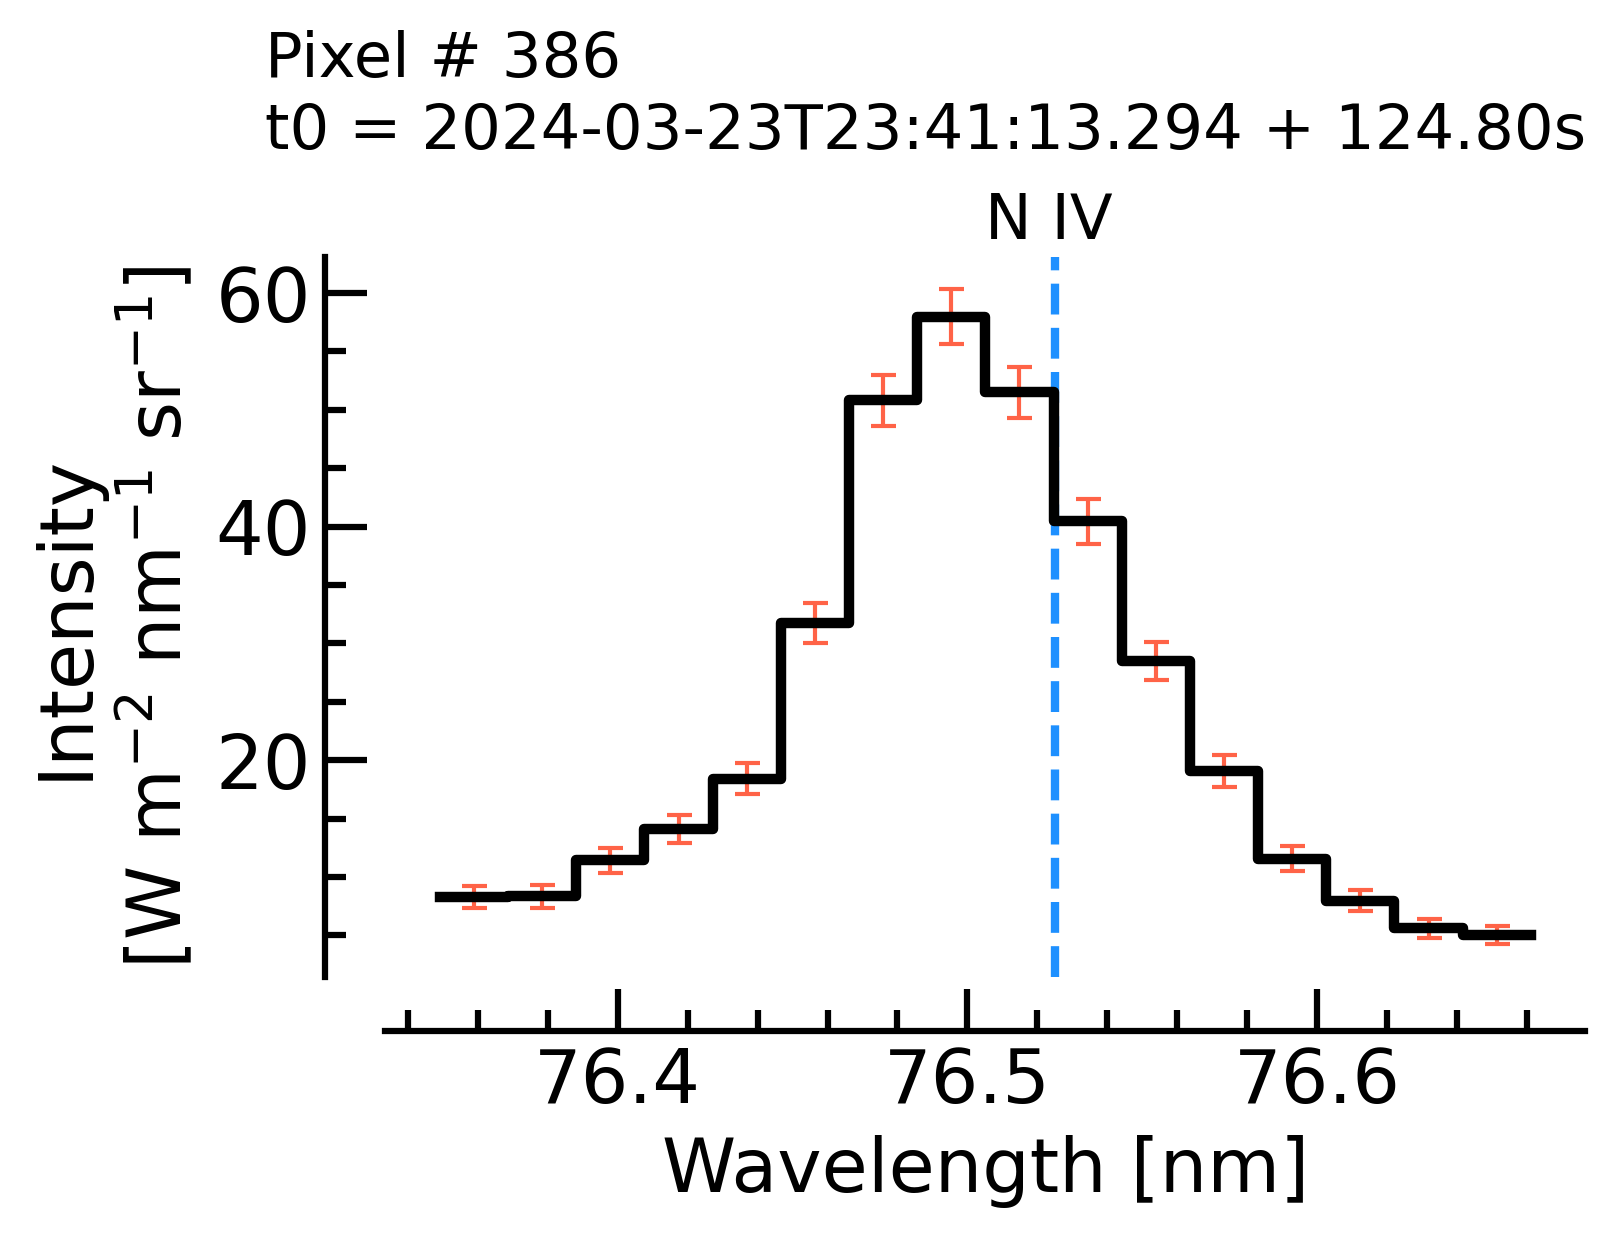 Pixel # 386
t0 = 2024-03-23T23:41:13.294 + 124.80s
N IV
Intensity
[W m⁻² nm⁻¹ sr⁻¹]
60
40
20
76.4 76.5 76.6
Wavelength [nm]